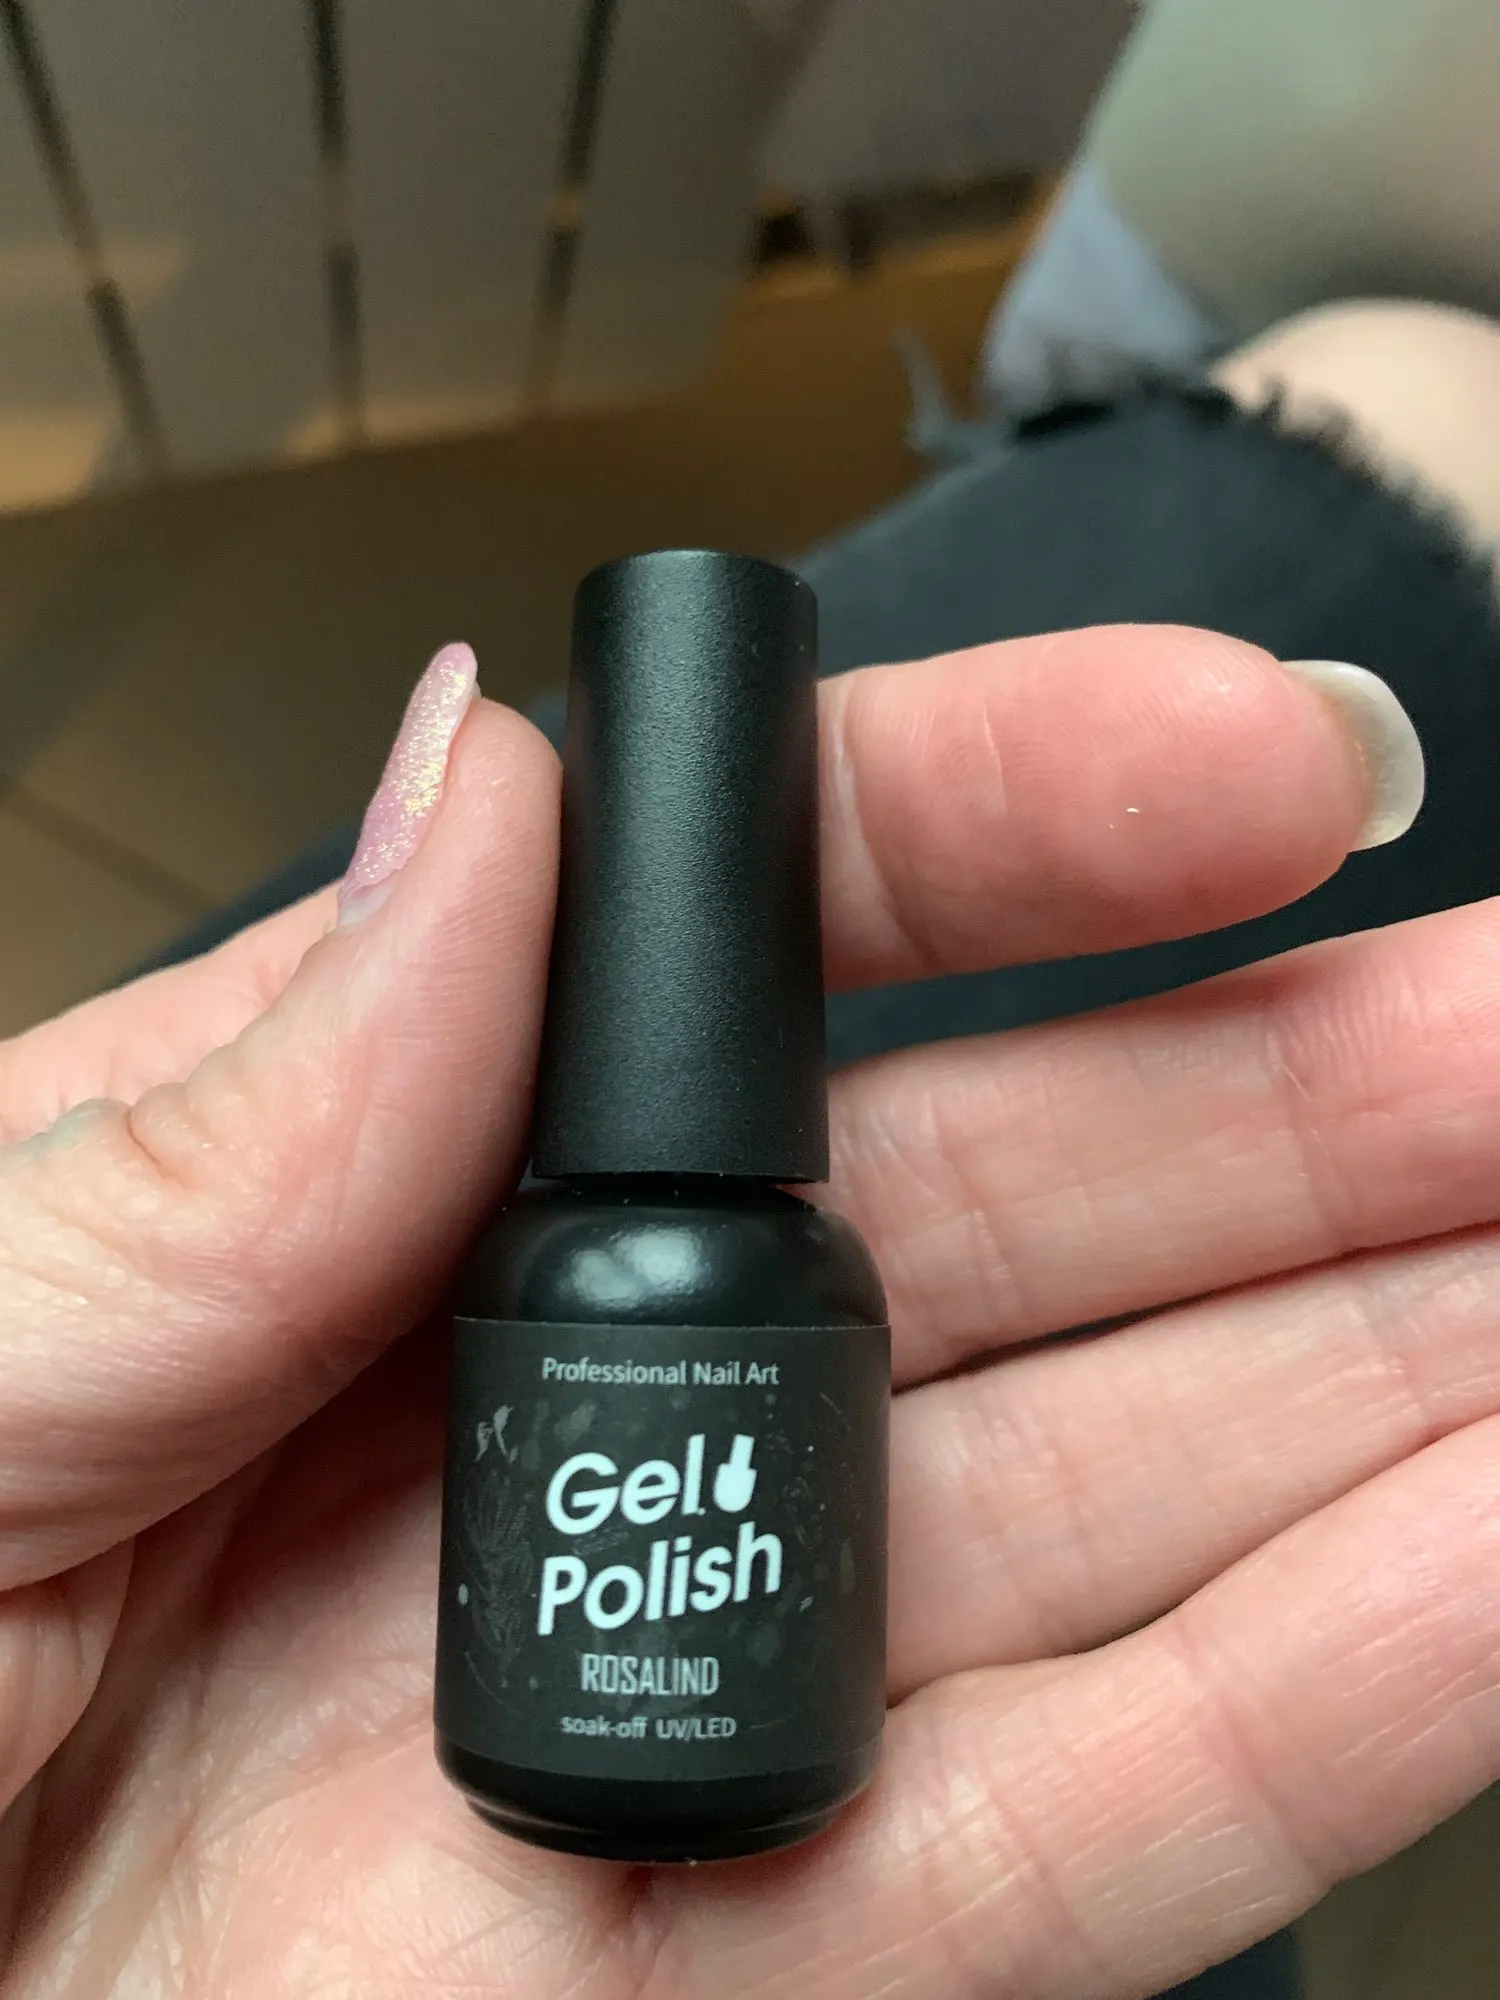 Professional Nail Art
Gel
Polish
ROSALIND
soak-off UV/LED